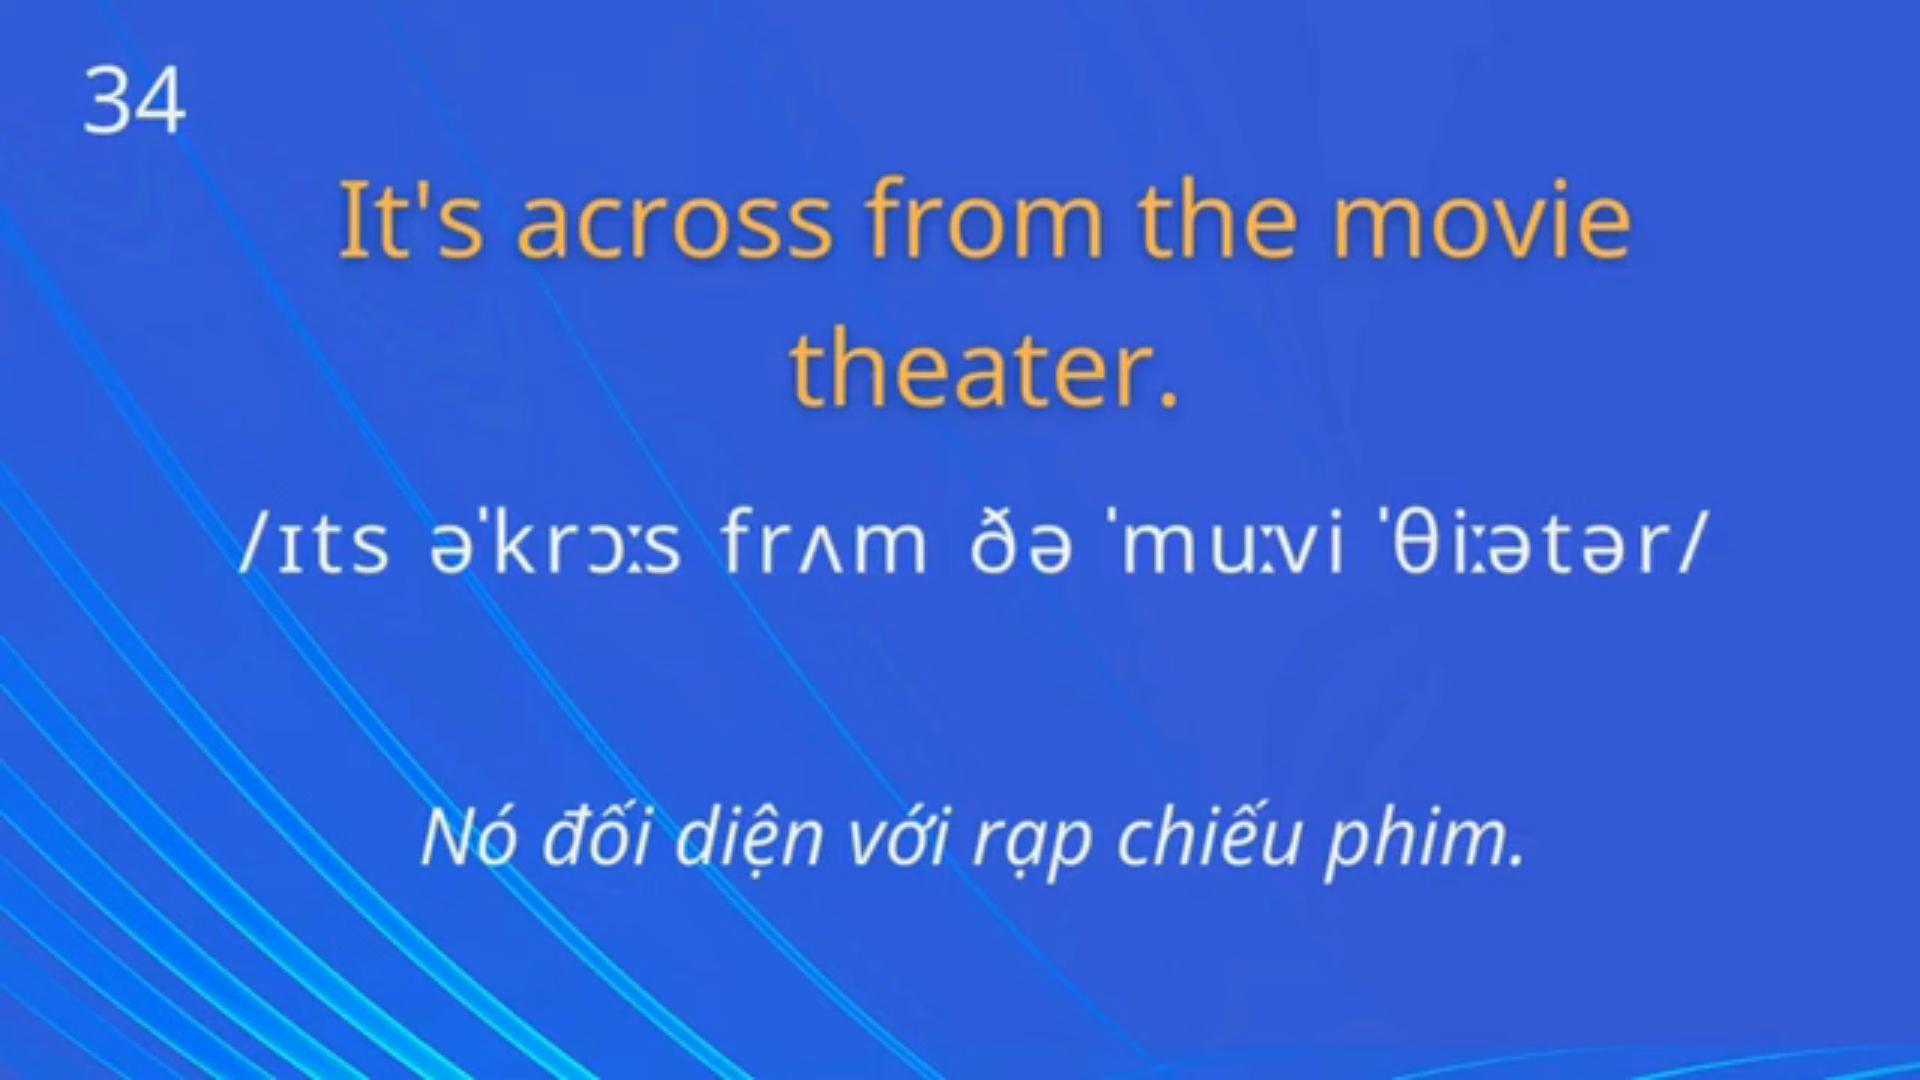 34
It's across from the movie
theater.
/ɪts əˈkrɔːs frʌm ðə ˈmuːvi ˈθiːətər/
Nó đối diện với rạp chiếu phim.